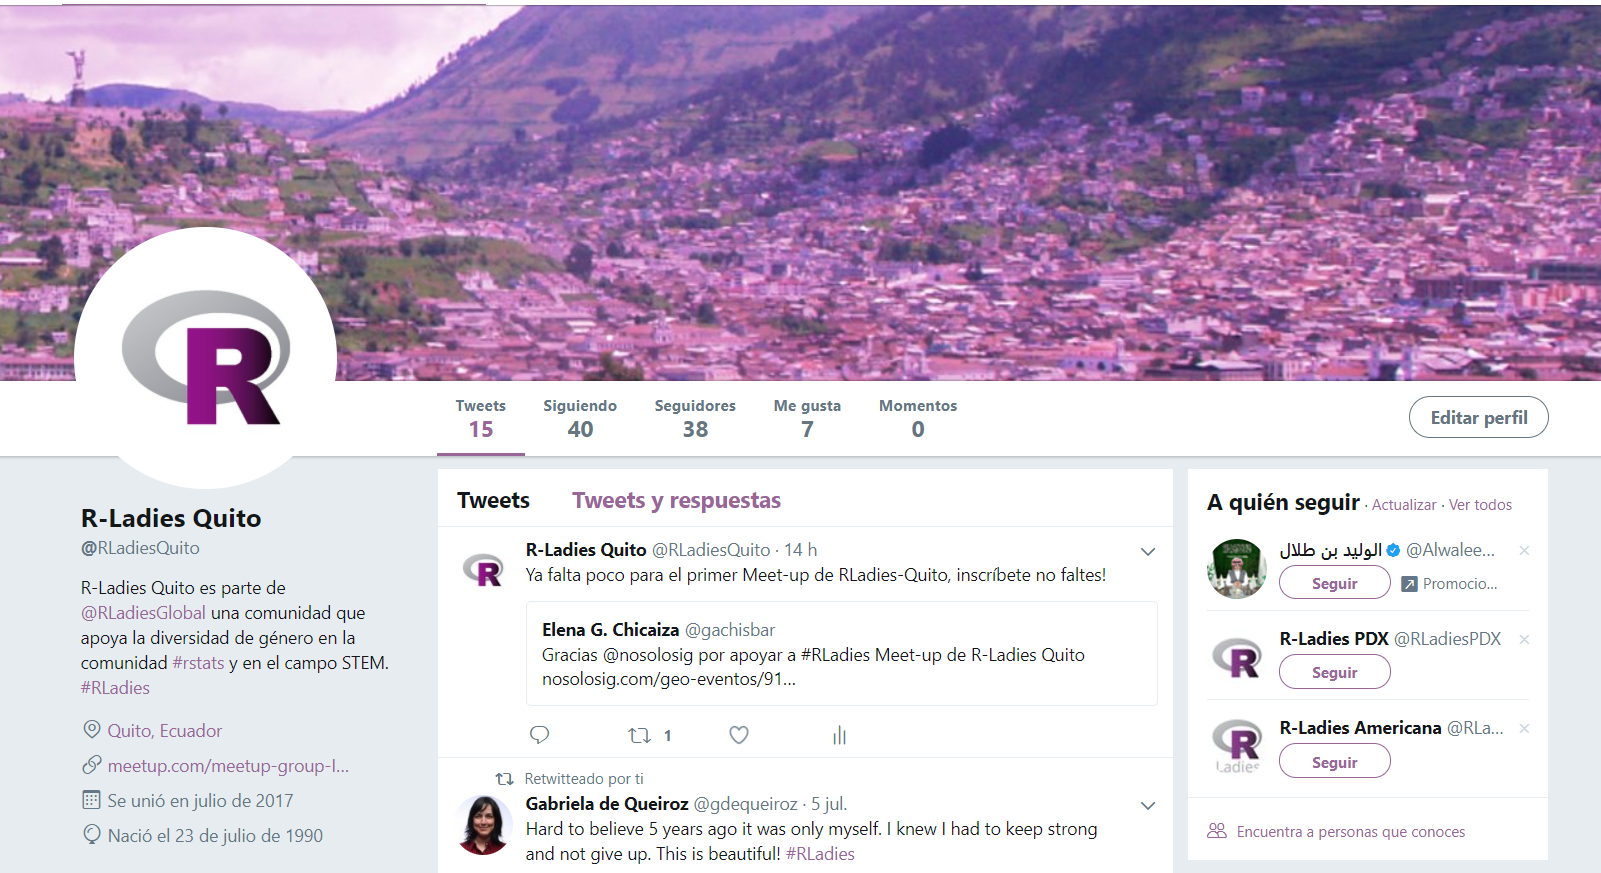 Tweets
15
Siguiendo
40
Seguidores
38
Me gusta
7
Momentos
0
Editar perfil
R
R-Ladies Quito
@RLadiesQuito
R-Ladies Quito es parte de
@RLadiesGlobal una comunidad que
apoya la diversidad de género en la
comunidad #rstats y en el campo STEM.
#RLadies
Quito, Ecuador
meetup.com/meetup-group-l...
Se unió en julio de 2017
Nació el 23 de julio de 1990
Tweets Tweets y respuestas
R
R-Ladies Quito @RLadiesQuito · 14 h
Ya falta poco para el primer Meet-up de RLadies-Quito, inscríbete no faltes!
Elena G. Chicaiza @gachisbar
Gracias @nosolosig por apoyar a #RLadies Meet-up de R-Ladies Quito
nosolosig.com/geo-eventos/91...
1
Retwitteado por ti
Gabriela de Queiroz @gdequeiroz · 5 jul.
Hard to believe 5 years ago it was only myself. I knew I had to keep strong
and not give up. This is beautiful! #RLadies
A quién seguir · Actualizar · Ver todos
الوليد بن طلال @Alwalee...
Seguir Promocio...
R
R-Ladies PDX @RLadiesPDX
Seguir
R
Ladies
R-Ladies Americana @RLa...
Seguir
Encuentra a personas que conoces